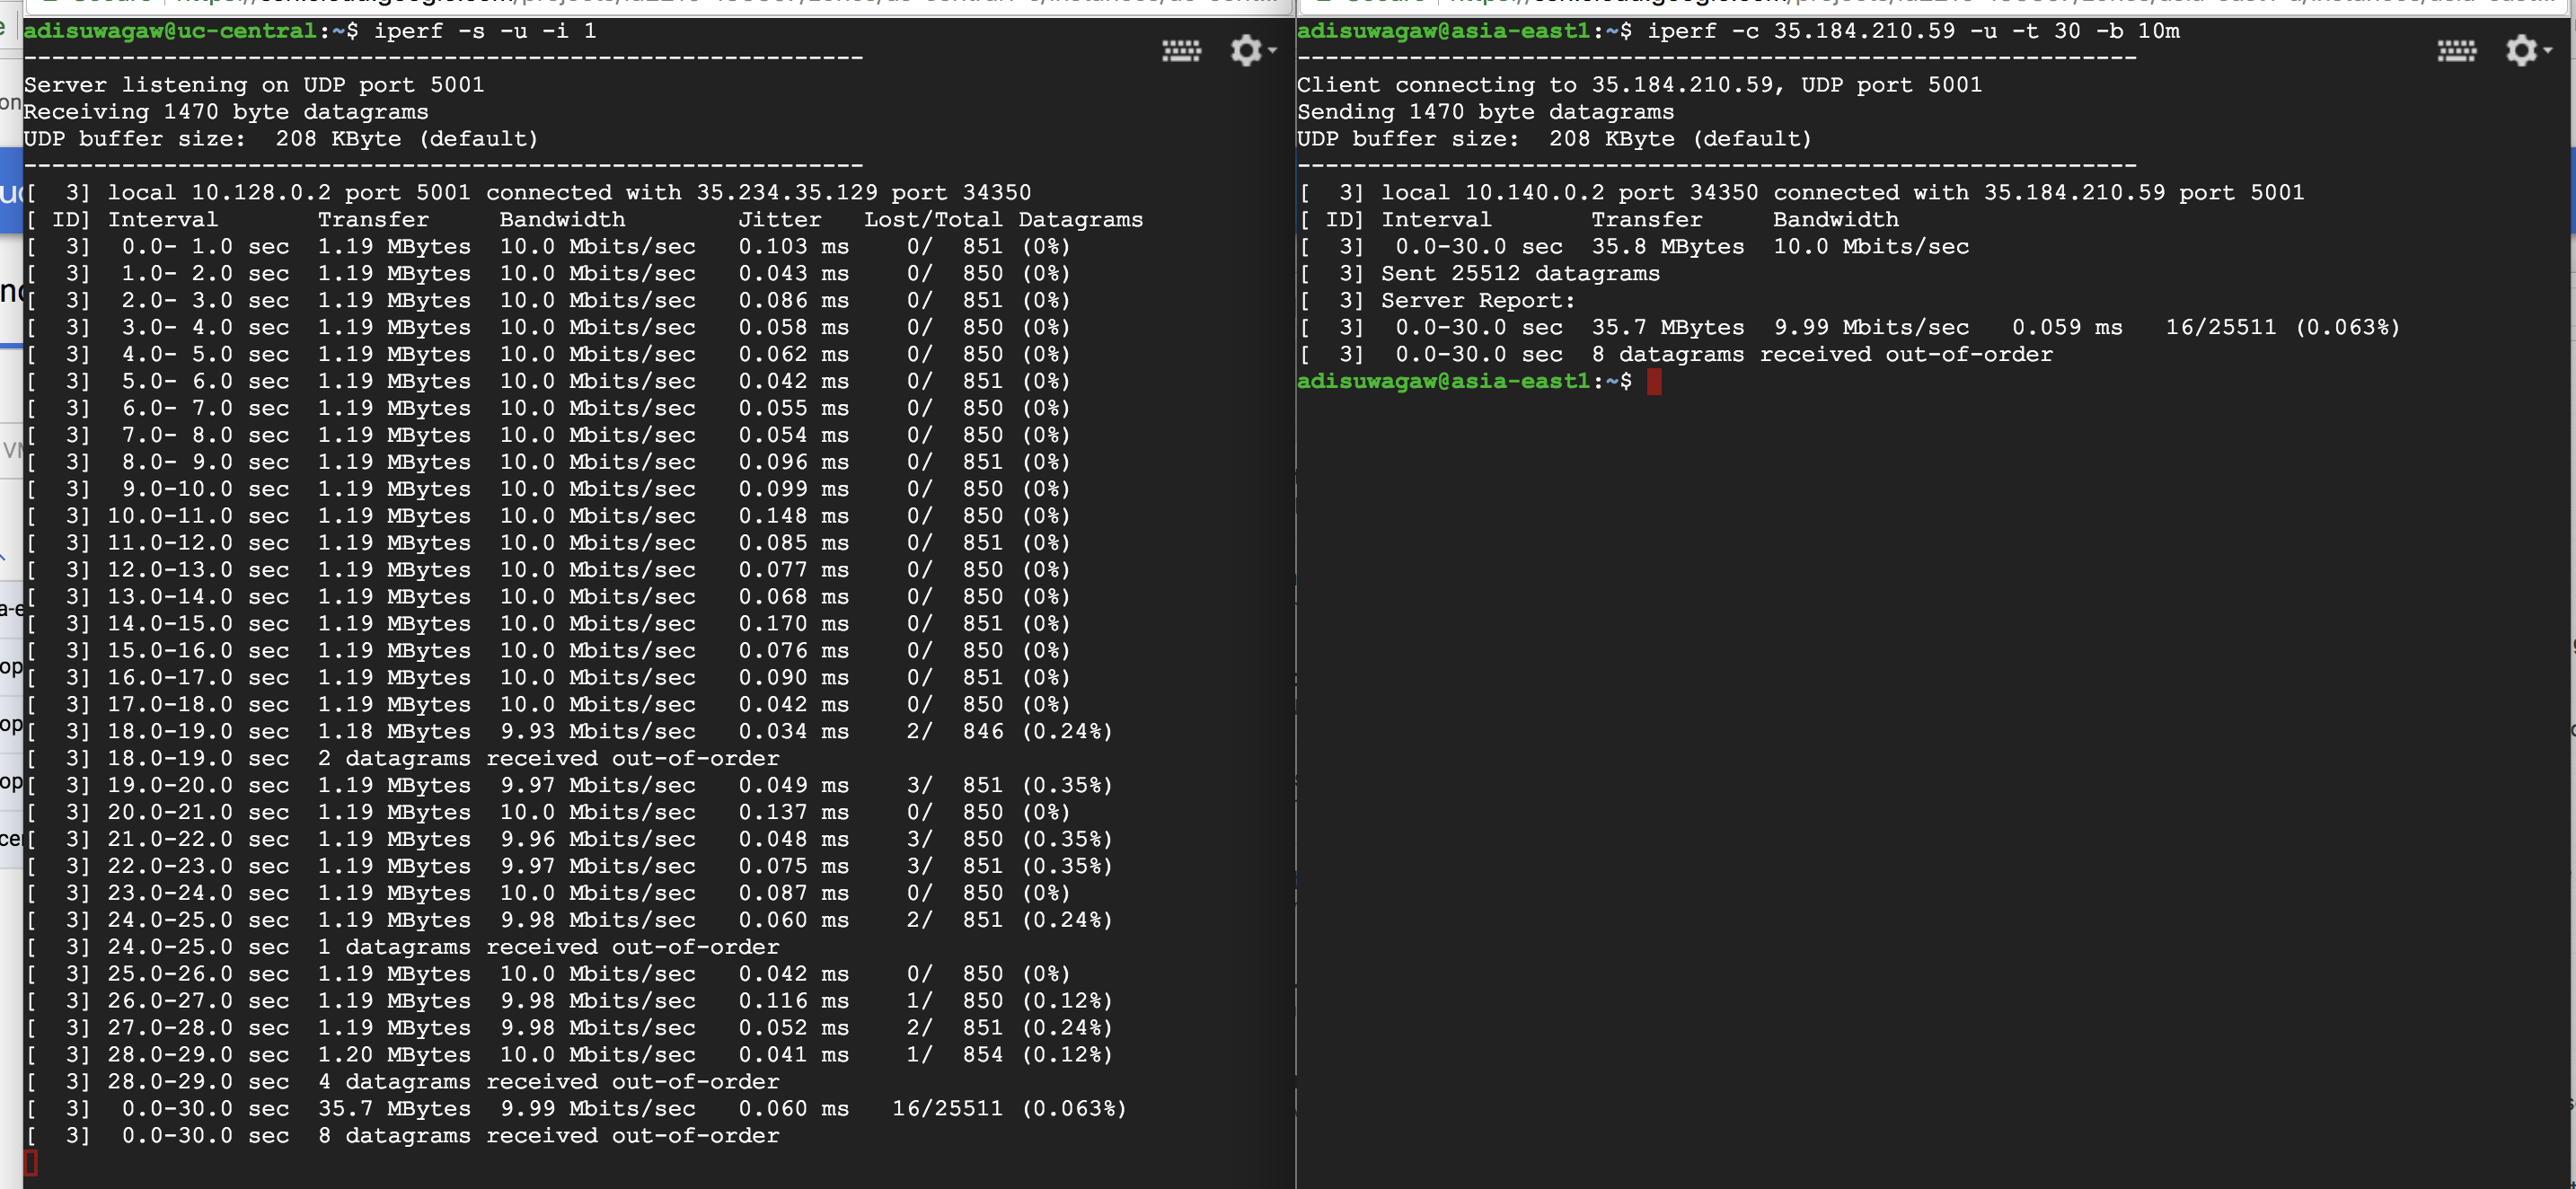 adisuwagaw@uc-central:~$ iperf -s -u -i 1
------------------------------------------------------------
Server listening on UDP port 5001
Receiving 1470 byte datagrams
UDP buffer size:  208 KByte (default)
------------------------------------------------------------
[  3] local 10.128.0.2 port 5001 connected with 35.234.35.129 port 34350
[ ID] Interval       Transfer     Bandwidth        Jitter   Lost/Total Datagrams
[  3]  0.0- 1.0 sec  1.19 MBytes  10.0 Mbits/sec   0.103 ms    0/  851 (0%)
[  3]  1.0- 2.0 sec  1.19 MBytes  10.0 Mbits/sec   0.043 ms    0/  850 (0%)
[  3]  2.0- 3.0 sec  1.19 MBytes  10.0 Mbits/sec   0.086 ms    0/  851 (0%)
[  3]  3.0- 4.0 sec  1.19 MBytes  10.0 Mbits/sec   0.058 ms    0/  850 (0%)
[  3]  4.0- 5.0 sec  1.19 MBytes  10.0 Mbits/sec   0.062 ms    0/  850 (0%)
[  3]  5.0- 6.0 sec  1.19 MBytes  10.0 Mbits/sec   0.042 ms    0/  851 (0%)
[  3]  6.0- 7.0 sec  1.19 MBytes  10.0 Mbits/sec   0.055 ms    0/  850 (0%)
[  3]  7.0- 8.0 sec  1.19 MBytes  10.0 Mbits/sec   0.054 ms    0/  850 (0%)
[  3]  8.0- 9.0 sec  1.19 MBytes  10.0 Mbits/sec   0.096 ms    0/  851 (0%)
[  3]  9.0-10.0 sec  1.19 MBytes  10.0 Mbits/sec   0.099 ms    0/  850 (0%)
[  3] 10.0-11.0 sec  1.19 MBytes  10.0 Mbits/sec   0.148 ms    0/  850 (0%)
[  3] 11.0-12.0 sec  1.19 MBytes  10.0 Mbits/sec   0.085 ms    0/  851 (0%)
[  3] 12.0-13.0 sec  1.19 MBytes  10.0 Mbits/sec   0.077 ms    0/  850 (0%)
[  3] 13.0-14.0 sec  1.19 MBytes  10.0 Mbits/sec   0.068 ms    0/  850 (0%)
[  3] 14.0-15.0 sec  1.19 MBytes  10.0 Mbits/sec   0.170 ms    0/  851 (0%)
[  3] 15.0-16.0 sec  1.19 MBytes  10.0 Mbits/sec   0.076 ms    0/  850 (0%)
[  3] 16.0-17.0 sec  1.19 MBytes  10.0 Mbits/sec   0.090 ms    0/  851 (0%)
[  3] 17.0-18.0 sec  1.19 MBytes  10.0 Mbits/sec   0.042 ms    0/  850 (0%)
[  3] 18.0-19.0 sec  1.18 MBytes  9.93 Mbits/sec   0.034 ms    2/  846 (0.24%)
[  3] 18.0-19.0 sec  2 datagrams received out-of-order
[  3] 19.0-20.0 sec  1.19 MBytes  9.97 Mbits/sec   0.049 ms    3/  851 (0.35%)
[  3] 20.0-21.0 sec  1.19 MBytes  10.0 Mbits/sec   0.137 ms    0/  850 (0%)
[  3] 21.0-22.0 sec  1.19 MBytes  9.96 Mbits/sec   0.048 ms    3/  850 (0.35%)
[  3] 22.0-23.0 sec  1.19 MBytes  9.97 Mbits/sec   0.075 ms    3/  851 (0.35%)
[  3] 23.0-24.0 sec  1.19 MBytes  10.0 Mbits/sec   0.087 ms    0/  850 (0%)
[  3] 24.0-25.0 sec  1.19 MBytes  9.98 Mbits/sec   0.060 ms    2/  851 (0.24%)
[  3] 24.0-25.0 sec  1 datagrams received out-of-order
[  3] 25.0-26.0 sec  1.19 MBytes  10.0 Mbits/sec   0.042 ms    0/  850 (0%)
[  3] 26.0-27.0 sec  1.19 MBytes  9.98 Mbits/sec   0.116 ms    1/  850 (0.12%)
[  3] 27.0-28.0 sec  1.19 MBytes  9.98 Mbits/sec   0.052 ms    2/  851 (0.24%)
[  3] 28.0-29.0 sec  1.20 MBytes  10.0 Mbits/sec   0.041 ms    1/  854 (0.12%)
[  3] 28.0-29.0 sec  4 datagrams received out-of-order
[  3]  0.0-30.0 sec  35.7 MBytes  9.99 Mbits/sec   0.060 ms   16/25511 (0.063%)
[  3]  0.0-30.0 sec  8 datagrams received out-of-order
adisuwagaw@asia-east1:~$ iperf -c 35.184.210.59 -u -t 30 -b 10m
------------------------------------------------------------
Client connecting to 35.184.210.59, UDP port 5001
Sending 1470 byte datagrams
UDP buffer size:  208 KByte (default)
------------------------------------------------------------
[  3] local 10.140.0.2 port 34350 connected with 35.184.210.59 port 5001
[ ID] Interval       Transfer     Bandwidth
[  3]  0.0-30.0 sec  35.8 MBytes  10.0 Mbits/sec
[  3] Sent 25512 datagrams
[  3] Server Report:
[  3]  0.0-30.0 sec  35.7 MBytes  9.99 Mbits/sec   0.059 ms   16/25511 (0.063%)
[  3]  0.0-30.0 sec  8 datagrams received out-of-order
adisuwagaw@asia-east1:~$